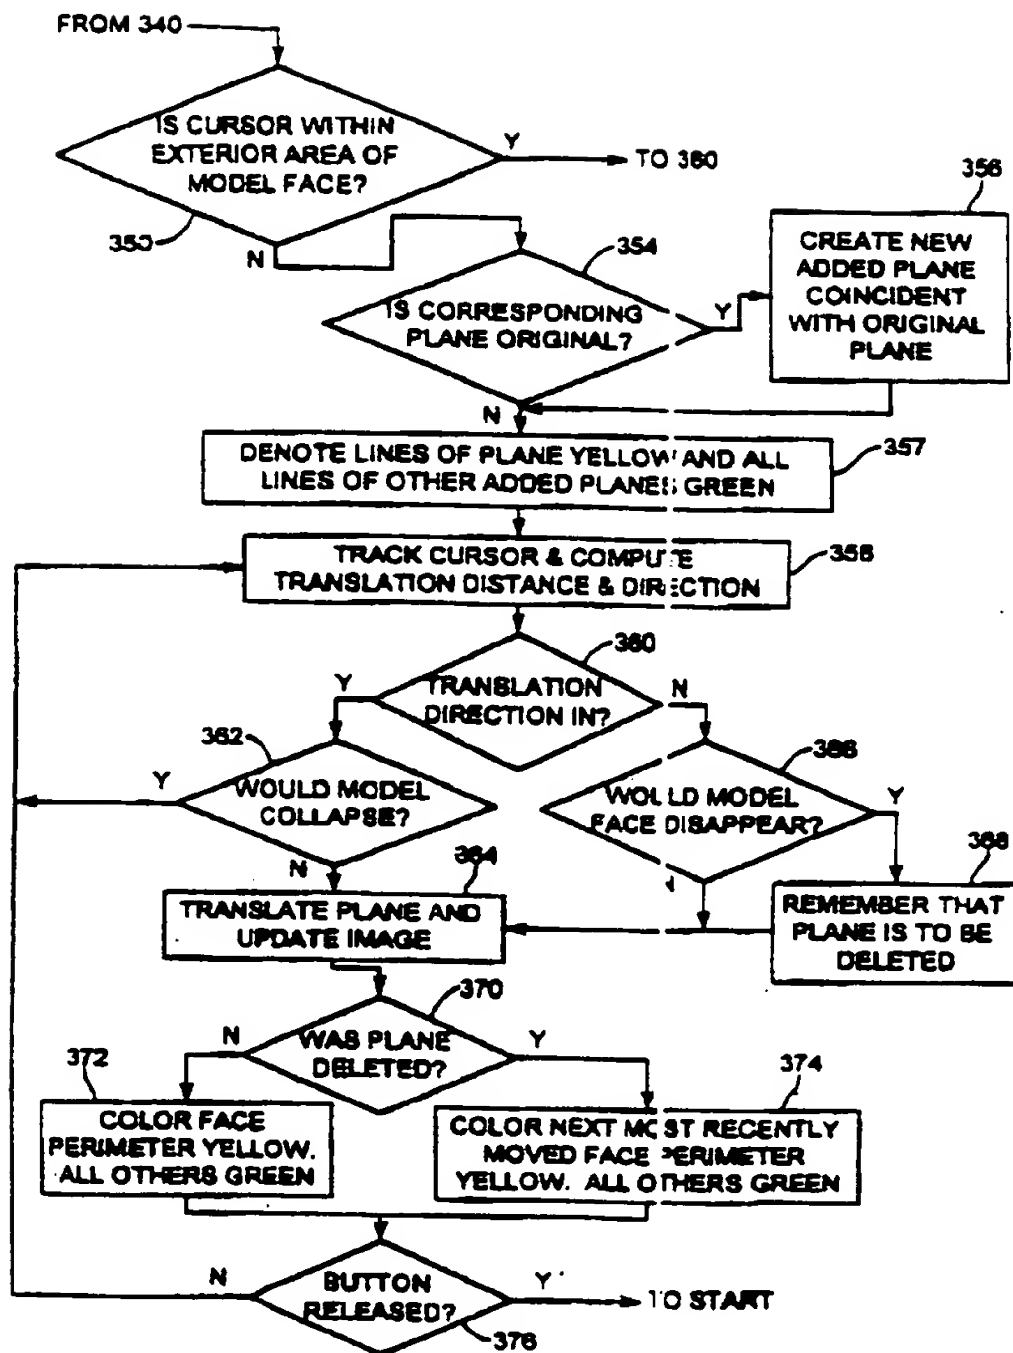 FROM 340
IS CURSOR WITHIN
EXTERIOR AREA OF
MODEL FACE?
Y
TO 380
350
N
354
IS CORRESPONDING
PLANE ORIGINAL?
Y
356
CREATE NEW
ADDED PLANE
COINCIDENT
WITH ORIGINAL
PLANE
N
DENOTE LINES OF PLANE YELLOW AND ALL
LINES OF OTHER ADDED PLANES GREEN
357
TRACK CURSOR & COMPUTE
TRANSLATION DISTANCE & DIRECTION
358
360
Y
TRANSLATION
DIRECTION IN?
N
362
Y
WOULD MODEL
COLLAPSE?
N
366
WOULD MODEL
FACE DISAPPEAR?
Y
N
364
TRANSLATE PLANE AND
UPDATE IMAGE
368
REMEMBER THAT
PLANE IS TO BE
DELETED
370
N
WAS PLANE
DELETED?
Y
372
COLOR FACE
PERIMETER YELLOW.
ALL OTHERS GREEN
374
COLOR NEXT MOST RECENTLY
MOVED FACE PERIMETER
YELLOW. ALL OTHERS GREEN
N
BUTTON
RELEASED?
Y
TO START
376